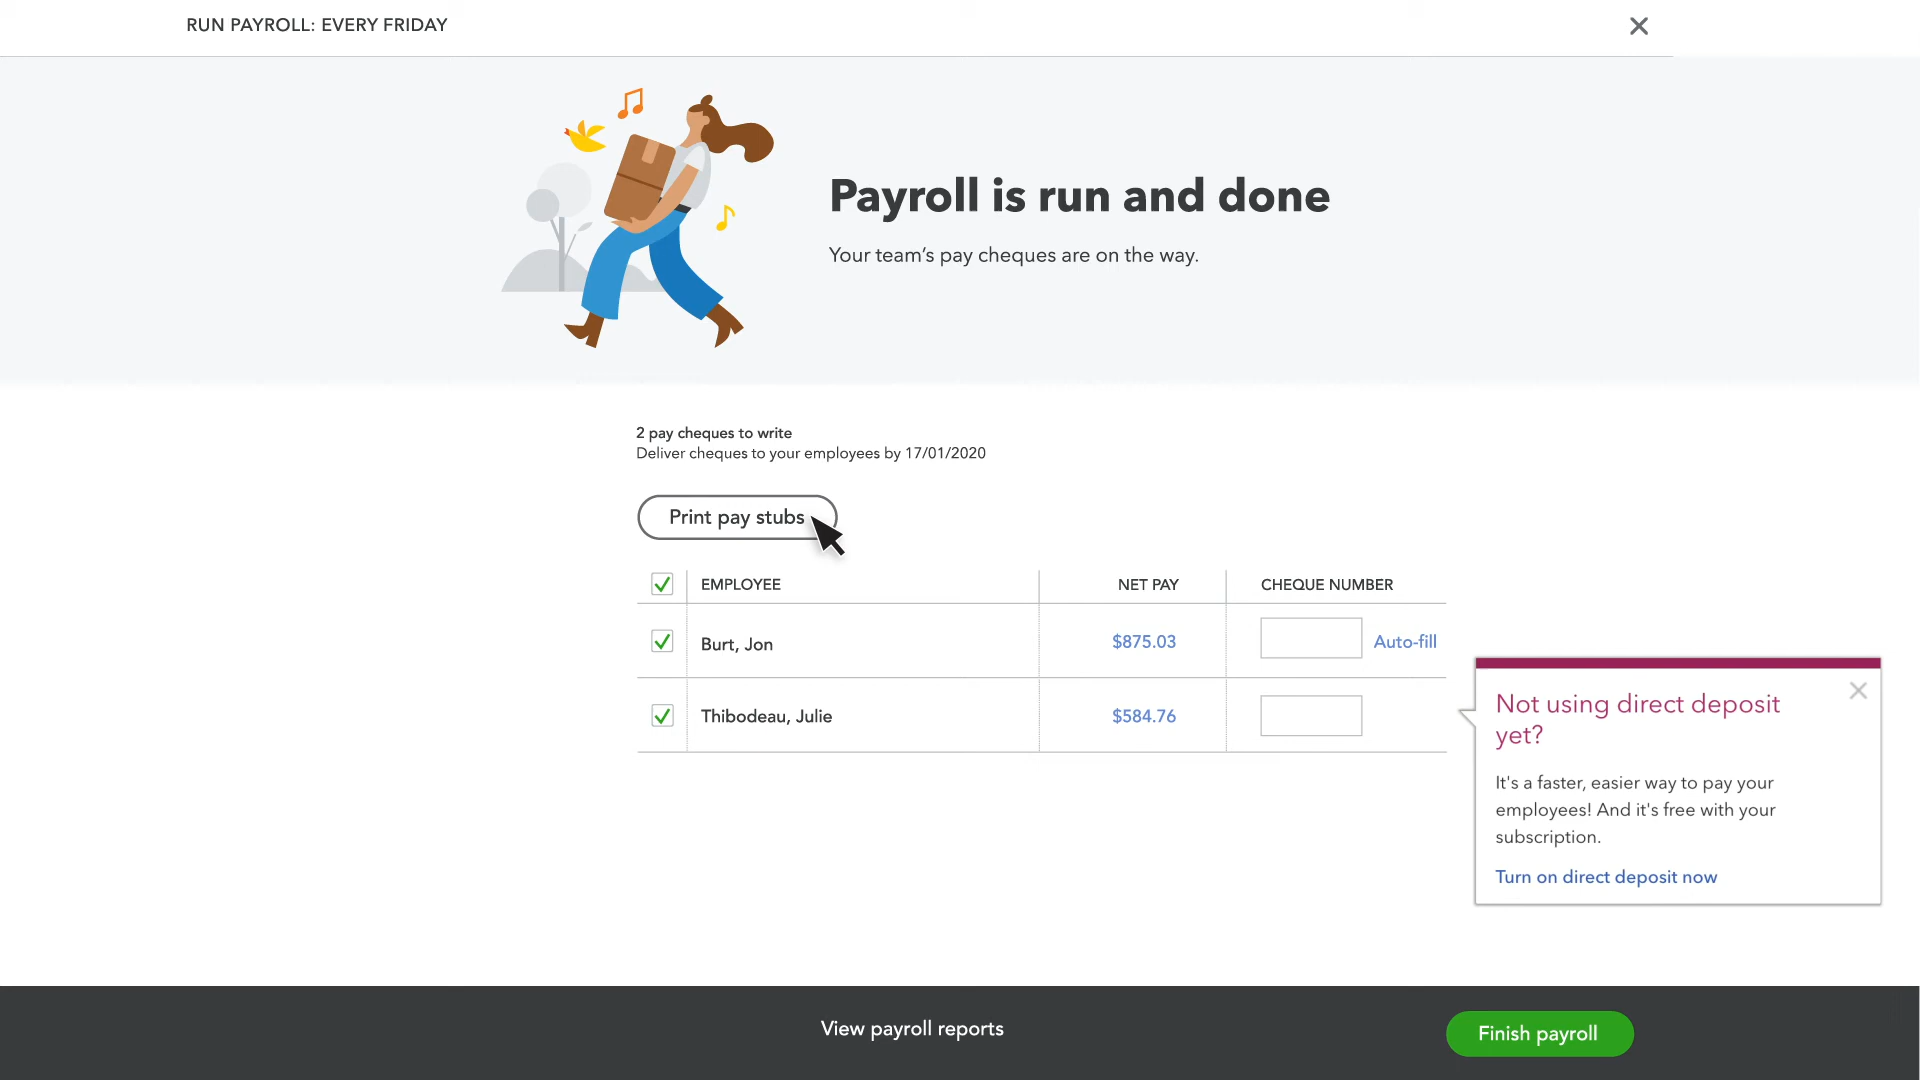 RUN PAYROLL: EVERY FRIDAY
Payroll is run and done
Your team’s pay cheques are on the way.
2 pay cheques to write
Deliver cheques to your employees by 17/01/2020
Print pay stubs
EMPLOYEE NET PAY CHEQUE NUMBER
Burt, Jon $875.03 Auto-fill
Thibodeau, Julie $584.76
Not using direct deposit
yet?
It's a faster, easier way to pay your
employees! And it's free with your
subscription.
Turn on direct deposit now
View payroll reports
Finish payroll